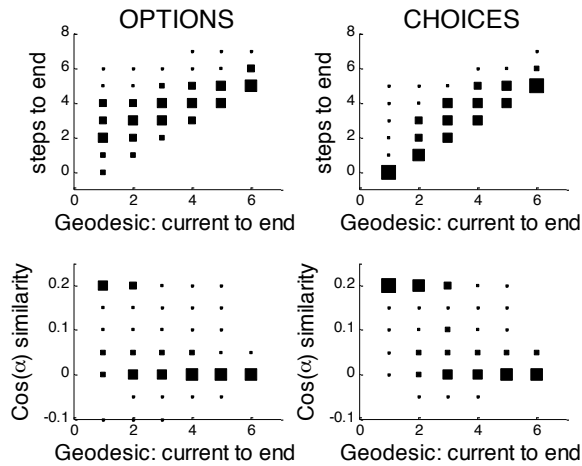 OPTIONS
CHOICES
8
6
4
2
0
steps to end
0 2 4 6
Geodesic: current to end
8
6
4
2
0
steps to end
0 2 4 6
Geodesic: current to end
0.2
0.1
0
-0.1
Cos(α) similarity
0 2 4 6
Geodesic: current to end
0.2
0.1
0
-0.1
Cos(α) similarity
0 2 4 6
Geodesic: current to end